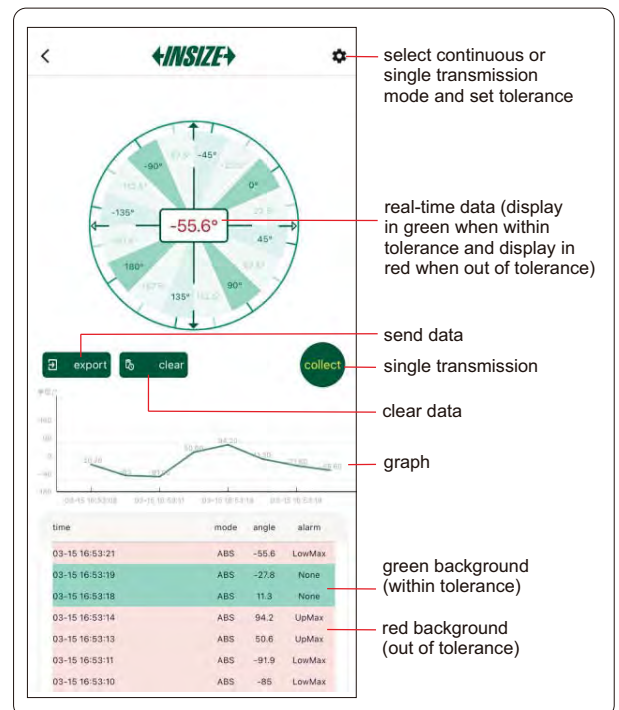 INSIZE
select continuous or
single transmission
mode and set tolerance
-90°
-45°
0°
-135°
-55.6°
45°
180°
135°
90°
real-time data (display
in green when within
tolerance and display in
red when out of tolerance)
send data
export
clear
collect
single transmission
clear data
graph
03-15 16:53:08
time mode angle alarm
03-15 16:53:21 ABS -55.6 LowMax
03-15 16:53:19 ABS -27.8 None
03-15 16:53:18 ABS 11.3 None
03-15 16:53:14 ABS 94.2 UpMax
03-15 16:53:13 ABS 50.6 UpMax
03-15 16:53:11 ABS -91.9 LowMax
03-15 16:53:10 ABS -85 LowMax
green background
(within tolerance)
red background
(out of tolerance)